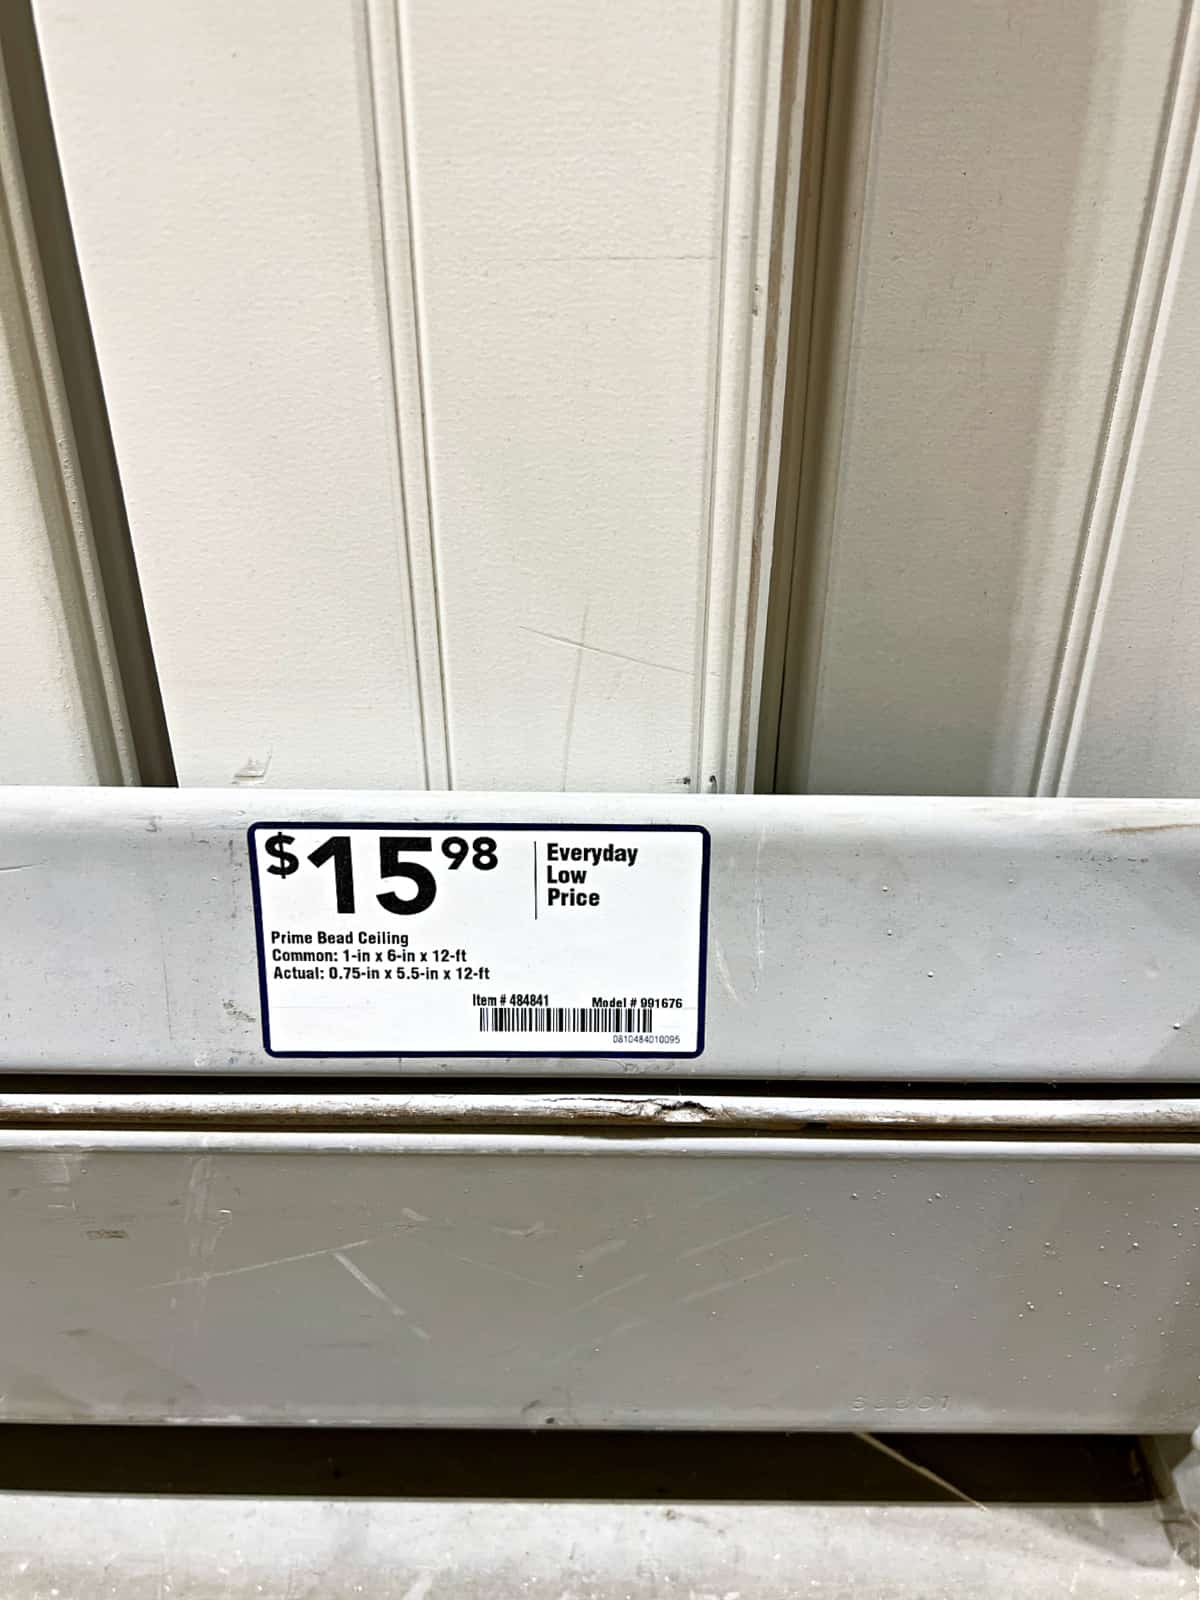 $15 98
Everyday
Low
Price
Prime Bead Ceiling
Common: 1-in x 6-in x 12-ft
Actual: 0.75-in x 5.5-in x 12-ft
Item # 484841 Model # 991676
0810484010095